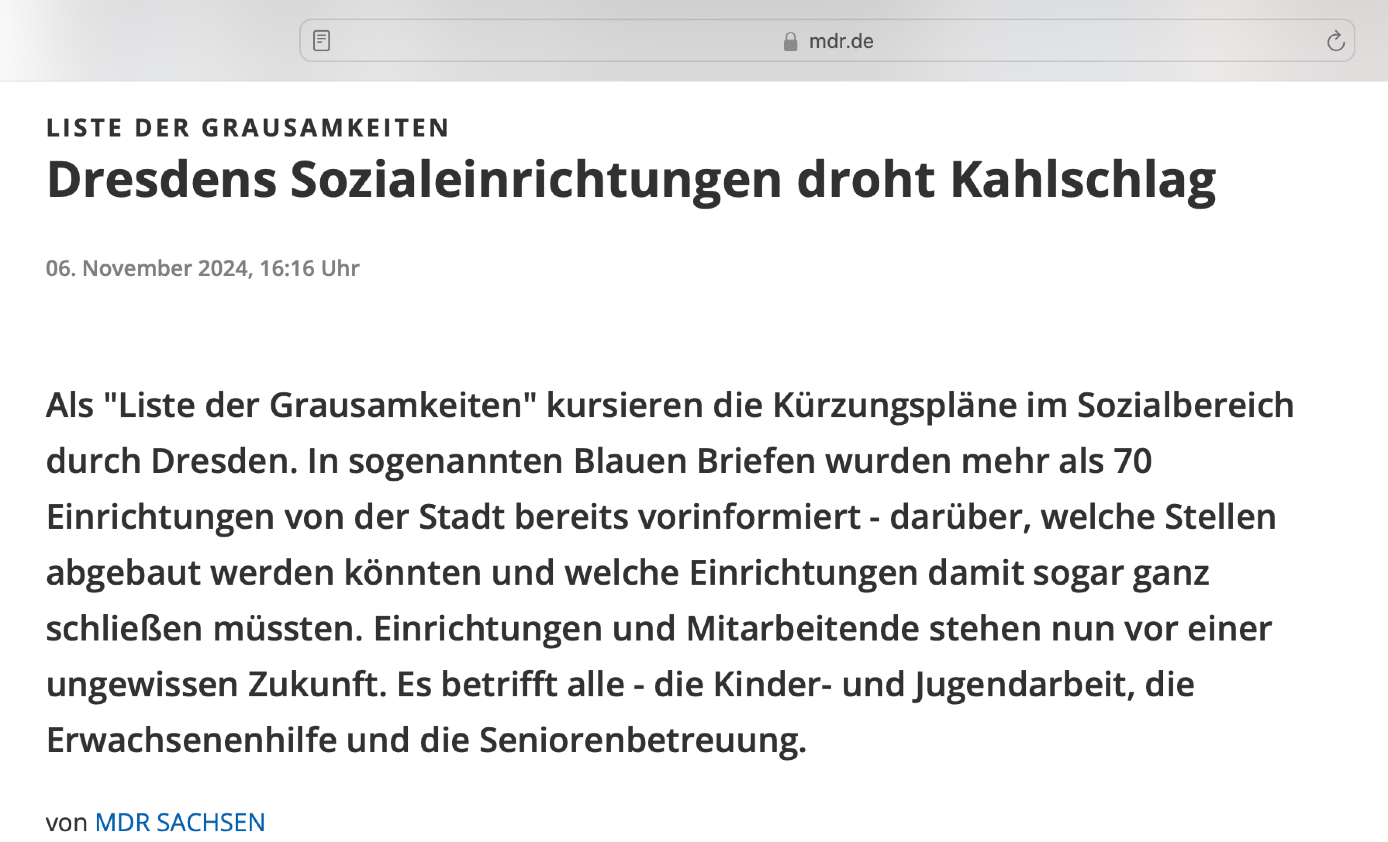 mdr.de
LISTE DER GRAUSAMKEITEN
Dresdens Sozialeinrichtungen droht Kahlschlag
06. November 2024, 16:16 Uhr
Als "Liste der Grausamkeiten" kursieren die Kürzungspläne im Sozialbereich
durch Dresden. In sogenannten Blauen Briefen wurden mehr als 70
Einrichtungen von der Stadt bereits vorinformiert - darüber, welche Stellen
abgebaut werden könnten und welche Einrichtungen damit sogar ganz
schließen müssten. Einrichtungen und Mitarbeitende stehen nun vor einer
ungewissen Zukunft. Es betrifft alle - die Kinder- und Jugendarbeit, die
Erwachsenenhilfe und die Seniorenbetreuung.
von MDR SACHSEN